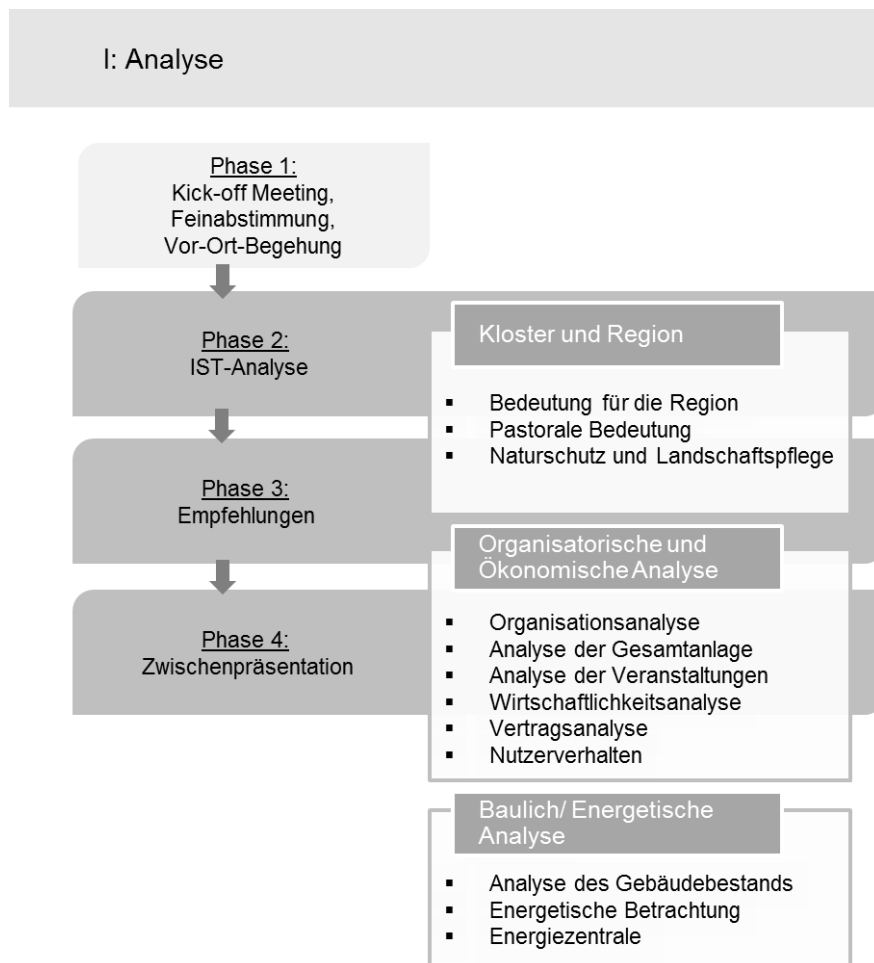 I: Analyse
Phase 1:
Kick-off Meeting,
Feinabstimmung,
Vor-Ort-Begehung
Phase 2:
IST-Analyse
Phase 3:
Empfehlungen
Phase 4:
Zwischenpräsentation
Kloster und Region
▪ Bedeutung für die Region
▪ Pastorale Bedeutung
▪ Naturschutz und Landschaftspflege
Organisatorische und
Ökonomische Analyse
▪ Organisationsanalyse
▪ Analyse der Gesamtanlage
▪ Analyse der Veranstaltungen
▪ Wirtschaftlichkeitsanalyse
▪ Vertragsanalyse
▪ Nutzerverhalten
Baulich/ Energetische
Analyse
▪ Analyse des Gebäudebestands
▪ Energetische Betrachtung
▪ Energiezentrale